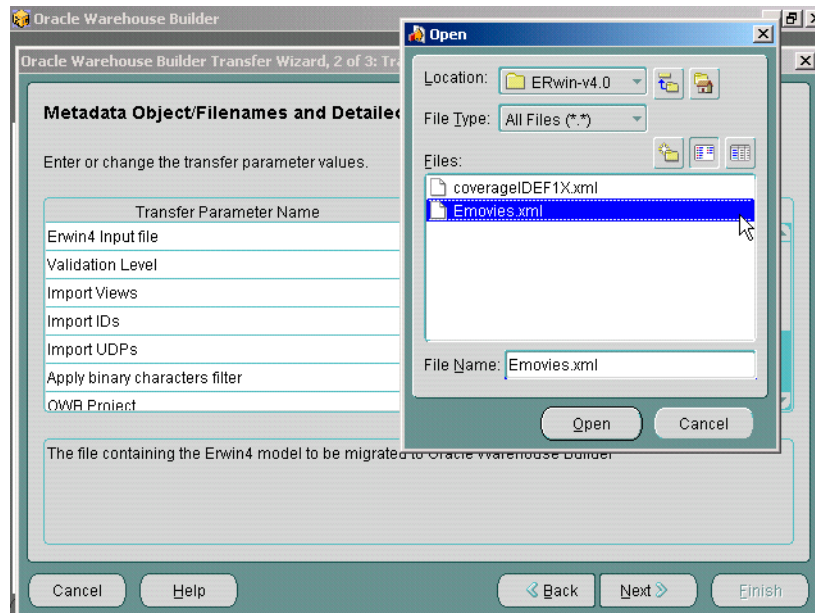 Oracle Warehouse Builder
Oracle Warehouse Builder Transfer Wizard, 2 of 3: Tra
Metadata Object/Filenames and Detailed
Enter or change the transfer parameter values.
Transfer Parameter Name
Erwin4 Input file
Validation Level
Import Views
Import IDs
Import UDPs
Apply binary characters filter
OWB Project
The file containing the Erwin4 model to be migrated to Oracle Warehouse Builder
Cancel
Help
Back
Next
Finish
Open
Location: ERwin-v4.0
File Type: All Files (*.*)
Files:
coverageIDEF1X.xml
Emovies.xml
File Name: Emovies.xml
Open
Cancel